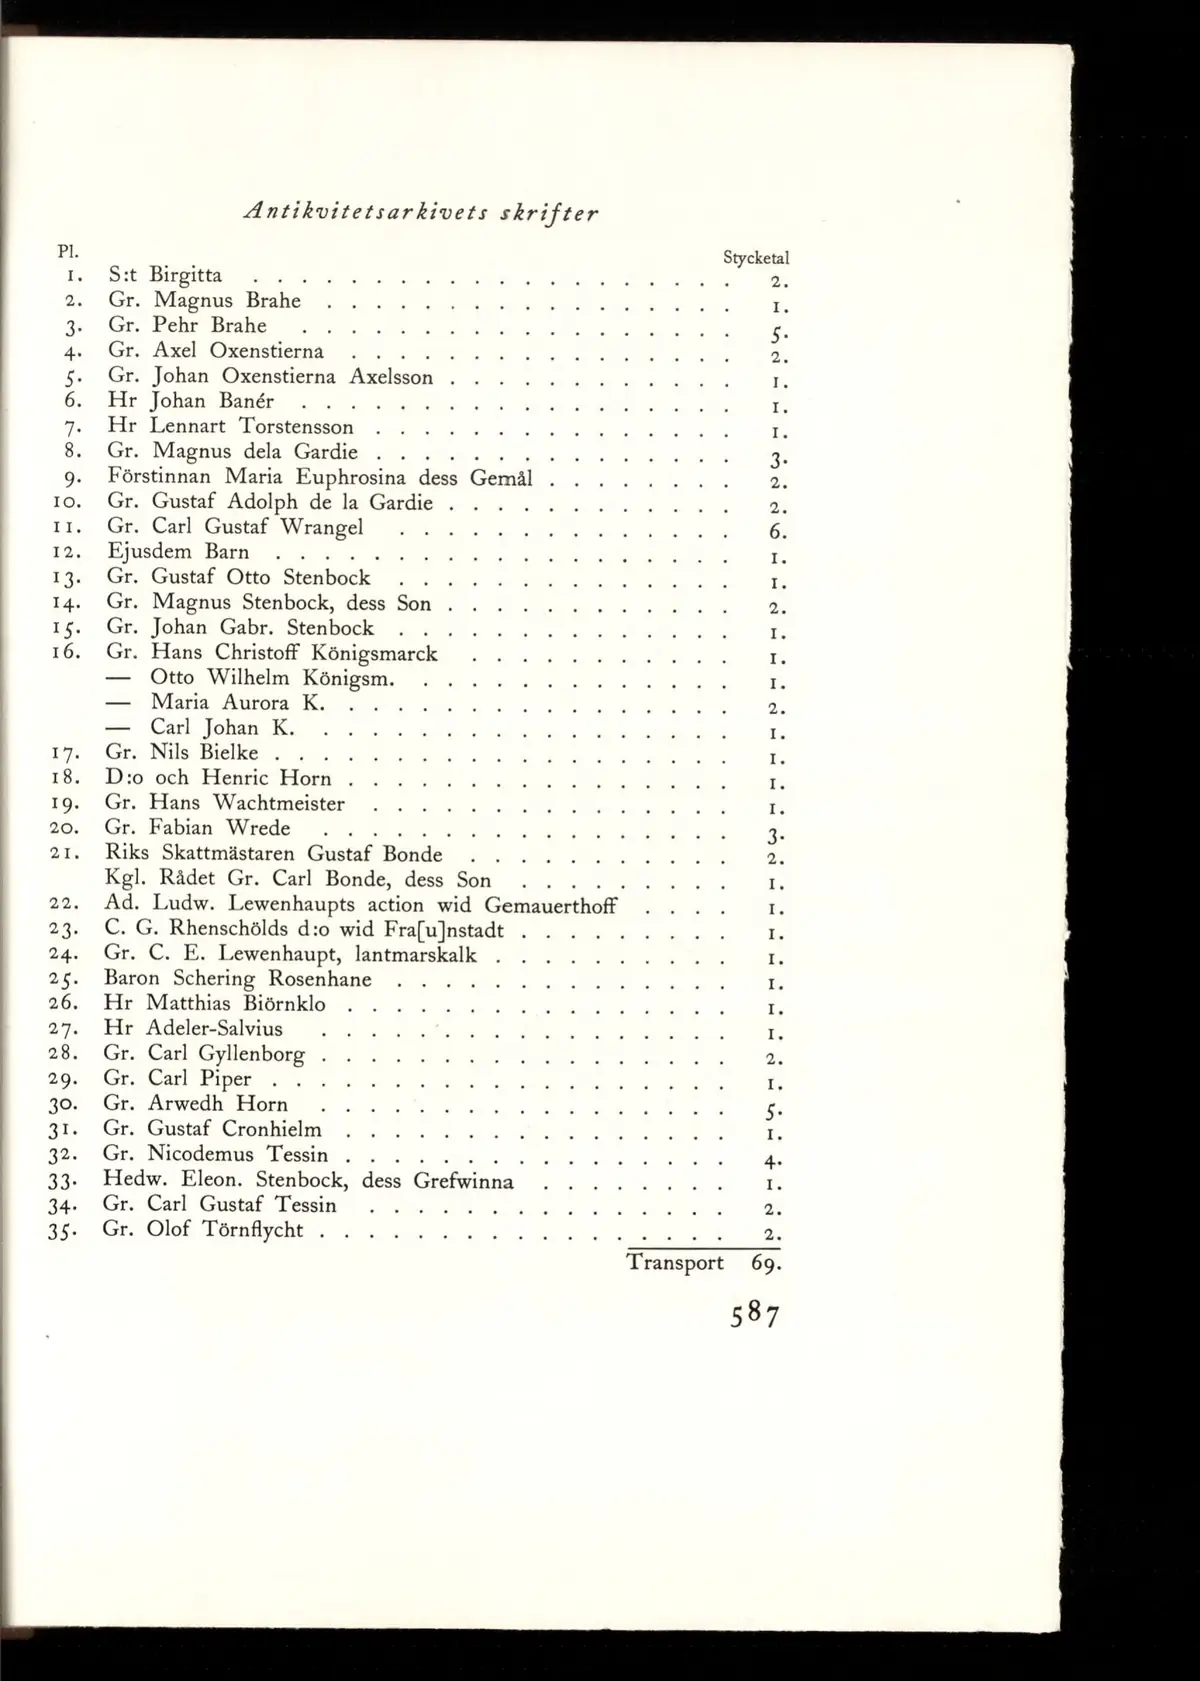 Antikvitetsarkivets skrifter
Pl. Stycketal
1. S:t Birgitta . . . . . . . . . . . . . . . . . . . . 2.
2. Gr. Magnus Brahe . . . . . . . . . . . . . . . . . 1.
3. Gr. Pehr Brahe . . . . . . . . . . . . . . . . . . 5.
4. Gr. Axel Oxenstierna . . . . . . . . . . . . . . . . 2.
5. Gr. Johan Oxenstierna Axelsson . . . . . . . . . . . . 1.
6. Hr Johan Banér . . . . . . . . . . . . . . . . . . 1.
7. Hr Lennart Torstensson . . . . . . . . . . . . . . . 1.
8. Gr. Magnus dela Gardie . . . . . . . . . . . . . . . 3.
9. Förstinnan Maria Euphrosina dess Gemål . . . . . . . . 2.
10. Gr. Gustaf Adolph de la Gardie . . . . . . . . . . . . 2.
11. Gr. Carl Gustaf Wrangel . . . . . . . . . . . . . . 6.
12. Ejusdem Barn . . . . . . . . . . . . . . . . . . . 1.
13. Gr. Gustaf Otto Stenbock . . . . . . . . . . . . . . 1.
14. Gr. Magnus Stenbock, dess Son . . . . . . . . . . . . 2.
15. Gr. Johan Gabr. Stenbock . . . . . . . . . . . . . . 1.
16. Gr. Hans Christoff Königsmarck . . . . . . . . . . . 1.
— Otto Wilhelm Königsm. . . . . . . . . . . . . . . 1.
— Maria Aurora K. . . . . . . . . . . . . . . . . . 2.
— Carl Johan K. . . . . . . . . . . . . . . . . . . 1.
17. Gr. Nils Bielke . . . . . . . . . . . . . . . . . . . 1.
18. D:o och Henric Horn . . . . . . . . . . . . . . . . 1.
19. Gr. Hans Wachtmeister . . . . . . . . . . . . . . . 1.
20. Gr. Fabian Wrede . . . . . . . . . . . . . . . . . 3.
21. Riks Skattmästaren Gustaf Bonde . . . . . . . . . . . 2.
Kgl. Rådet Gr. Carl Bonde, dess Son . . . . . . . . . 1.
22. Ad. Ludw. Lewenhaupts action wid Gemauerthoff . . . . 1.
23. C. G. Rhenschölds d:o wid Fra[u]nstadt . . . . . . . . . 1.
24. Gr. C. E. Lewenhaupt, lantmarskalk . . . . . . . . . . 1.
25. Baron Schering Rosenhane . . . . . . . . . . . . . . 1.
26. Hr Matthias Biörnklo . . . . . . . . . . . . . . . . 1.
27. Hr Adeler-Salvius . . . . . . . . . . . . . . . . . 1.
28. Gr. Carl Gyllenborg . . . . . . . . . . . . . . . . . 2.
29. Gr. Carl Piper . . . . . . . . . . . . . . . . . . . 1.
30. Gr. Arwedh Horn . . . . . . . . . . . . . . . . . 5.
31. Gr. Gustaf Cronhielm . . . . . . . . . . . . . . . . 1.
32. Gr. Nicodemus Tessin . . . . . . . . . . . . . . . . 4.
33. Hedw. Eleon. Stenbock, dess Grefwinna . . . . . . . . 1.
34. Gr. Carl Gustaf Tessin . . . . . . . . . . . . . . . 2.
35. Gr. Olof Törnflycht . . . . . . . . . . . . . . . . . 2.
Transport 69.
587